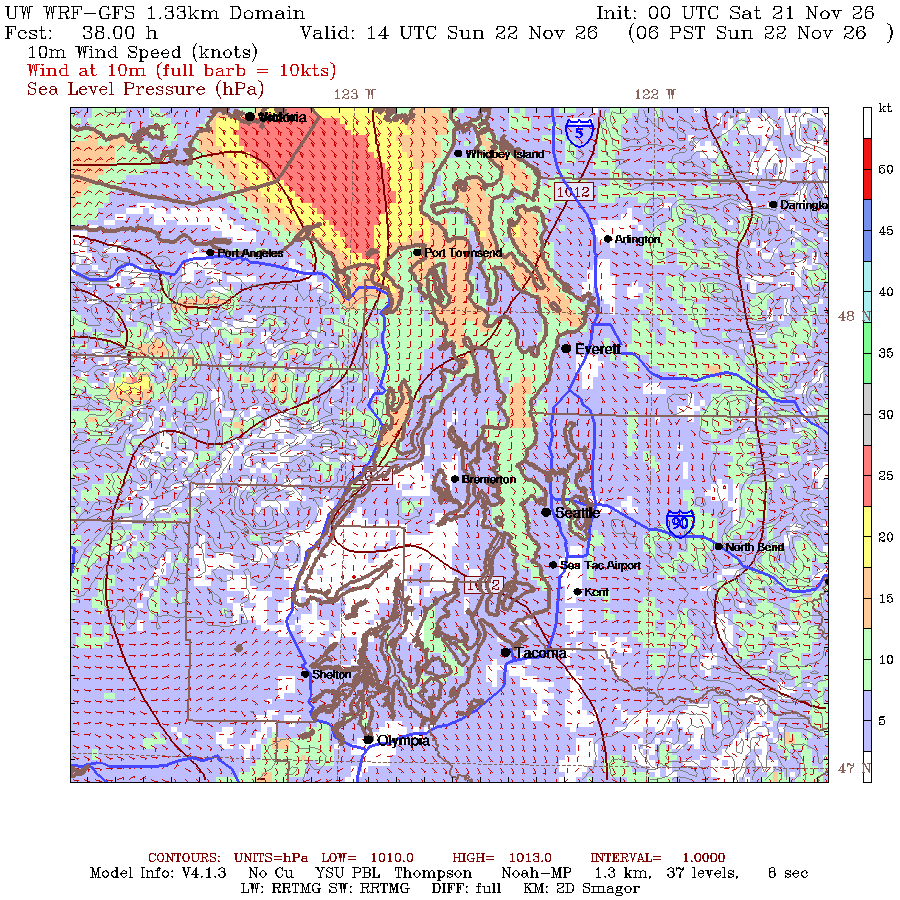 UW WRF-GFS 1.33km Domain Init: 00 UTC Sat 21 Nov 26
Fcst: 38.00 h Valid: 14 UTC Sun 22 Nov 26 (06 PST Sun 22 Nov 26 )
10m Wind Speed (knots)
Wind at 10m (full barb = 10kts)
Sea Level Pressure (hPa)
123 W 122 W
kt
Victoria
5
Whidbey Island
60
1012
Darringto
45
Arlington
Port Angeles Port Townsend
40
48 N
Everett
35
30
1012
Bremerton
25
Seattle
90
20
North Bend
Sea Tac Airport
1012
Kent
15
Tacoma
10
Shelton
5
Olympia
47 N
CONTOURS: UNITS=hPa LOW= 1010.0 HIGH= 1013.0 INTERVAL= 1.0000
Model Info: V4.1.3 No Cu YSU PBL Thompson Noah-MP 1.3 km, 37 levels, 8 sec
LW: RRTMG SW: RRTMG DIFF: full KM: 2D Smagor